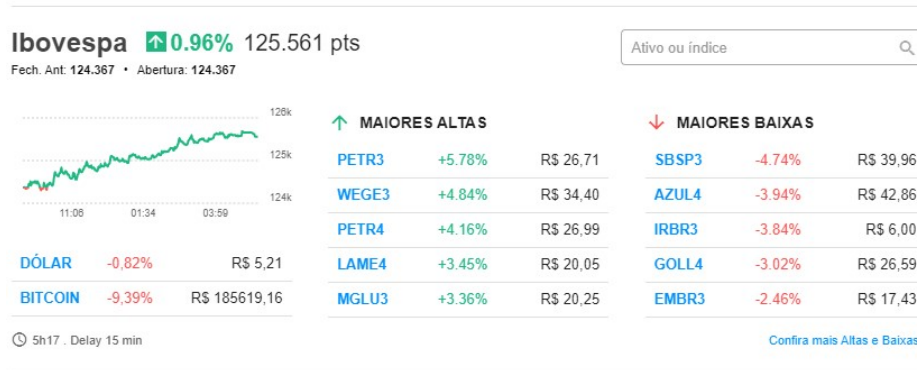 Ibovespa 0.96% 125.561 pts
Ativo ou índice
Fech. Ant: 124.367 • Abertura: 124.367
126k
125k
124k
11:06 01:34 03:59
DÓLAR -0,82% R$ 5,21
BITCOIN -9,39% R$ 185619,16
MAIORES ALTAS
PETR3 +5.78% R$ 26,71
WEGE3 +4.84% R$ 34,40
PETR4 +4.16% R$ 26,99
LAME4 +3.45% R$ 20,05
MGLU3 +3.36% R$ 20,25
MAIORES BAIXAS
SBSP3 -4.74% R$ 39,96
AZUL4 -3.94% R$ 42,86
IRBR3 -3.84% R$ 6,00
GOLL4 -3.02% R$ 26,59
EMBR3 -2.46% R$ 17,43
5h17 . Delay 15 min
Confira mais Altas e Baixas